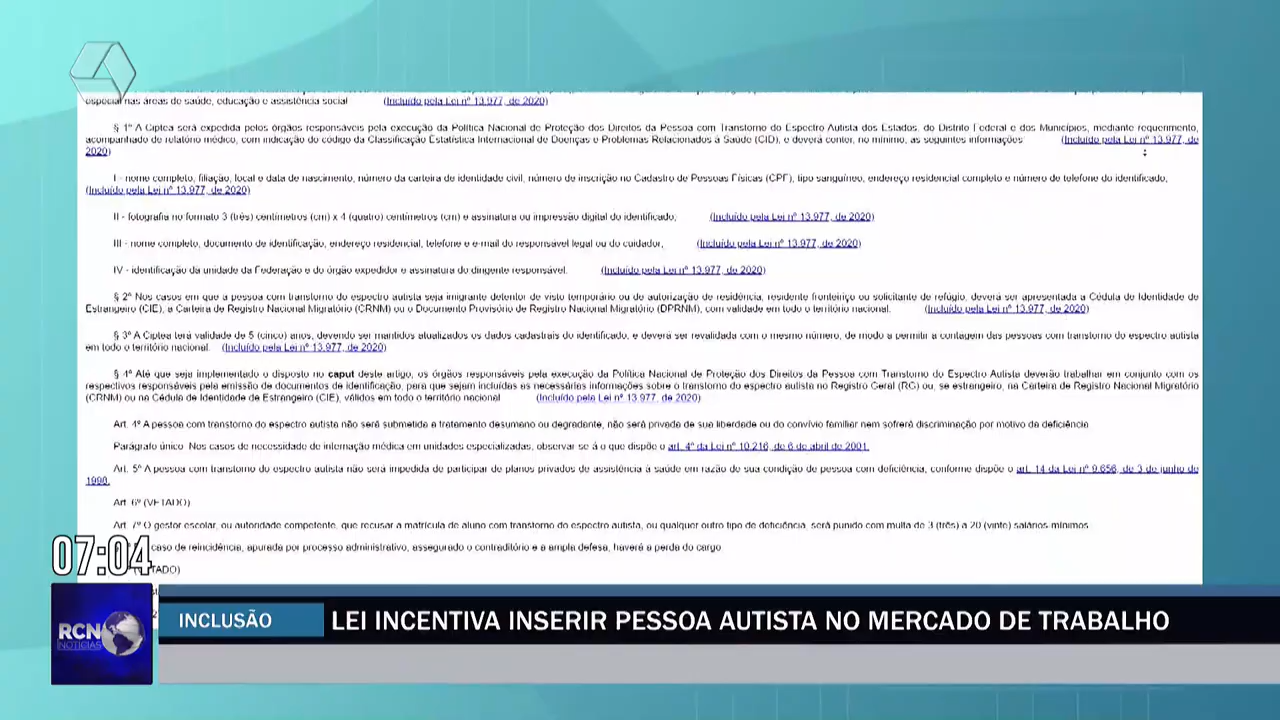 especial nas áreas de saúde, educação e assistência social (Incluído pela Lei nº 13.977, de 2020)
§ 1º A Ciptea será expedida pelos órgãos responsáveis pela execução da Política Nacional de Proteção dos Direitos da Pessoa com Transtorno do Espectro Autista dos Estados, do Distrito Federal e dos Municípios, mediante requerimento,
acompanhado de relatório médico, com indicação do código da Classificação Estatística Internacional de Doenças e Problemas Relacionados à Saúde (CID), e deverá conter, no mínimo, as seguintes informações (Incluído pela Lei nº 13.977, de
2020)
I - nome completo, filiação, local e data de nascimento, número da carteira de identidade civil, número de inscrição no Cadastro de Pessoas Físicas (CPF), tipo sanguíneo, endereço residencial completo e número de telefone do identificado,
(Incluído pela Lei nº 13.977, de 2020)
II - fotografia no formato 3 (três) centímetros (cm) x 4 (quatro) centímetros (cm) e assinatura ou impressão digital do identificado; (Incluído pela Lei nº 13.977, de 2020)
III - nome completo, documento de identificação, endereço residencial, telefone e e-mail do responsável legal ou do cuidador; (Incluído pela Lei nº 13.977, de 2020)
IV - identificação da unidade da Federação e do órgão expedidor e assinatura do dirigente responsável. (Incluído pela Lei nº 13.977, de 2020)
§ 2º Nos casos em que a pessoa com transtorno do espectro autista seja imigrante detentor de visto temporário ou de autorização de residência, residente fronteiriço ou solicitante de refúgio, deverá ser apresentada a Cédula de Identidade de
Estrangeiro (CIE), a Carteira de Registro Nacional Migratório (CRNM) ou o Documento Provisório de Registro Nacional Migratório (DPRNM), com validade em todo o território nacional. (Incluído pela Lei nº 13.977, de 2020)
§ 3º A Ciptea terá validade de 5 (cinco) anos, devendo ser mantidos atualizados os dados cadastrais do identificado, e deverá ser revalidada com o mesmo número, de modo a permitir a contagem das pessoas com transtorno do espectro autista
em todo o território nacional. (Incluído pela Lei nº 13.977, de 2020)
§ 4º Até que seja implementado o disposto no caput deste artigo, os órgãos responsáveis pela execução da Política Nacional de Proteção dos Direitos da Pessoa com Transtorno do Espectro Autista deverão trabalhar em conjunto com os
respectivos responsáveis pela emissão de documentos de identificação, para que sejam incluídas as necessárias informações sobre o transtorno do espectro autista no Registro Geral (RG) ou, se estrangeiro, na Carteira de Registro Nacional Migratório
(CRNM) ou na Cédula de Identidade de Estrangeiro (CIE), válidos em todo o território nacional (Incluído pela Lei nº 13.977, de 2020)
Art. 4º A pessoa com transtorno do espectro autista não será submetida a tratamento desumano ou degradante, não será privada de sua liberdade ou do convívio familiar nem sofrerá discriminação por motivo da deficiência
Parágrafo único Nos casos de necessidade de internação médica em unidades especializadas, observar-se-á o que dispõe o art. 4º da Lei nº 10.216, de 6 de abril de 2001.
Art. 5º A pessoa com transtorno do espectro autista não será impedida de participar de planos privados de assistência à saúde em razão de sua condição de pessoa com deficiência, conforme dispõe o art. 14 da Lei nº 9.656, de 3 de junho de
1998.
Art. 6º (VETADO)
Art. 7º O gestor escolar, ou autoridade competente, que recusar a matrícula de aluno com transtorno do espectro autista, ou qualquer outro tipo de deficiência, será punido com multa de 3 (três) a 20 (vinte) salários-mínimos
caso de reincidência, apurada por processo administrativo, assegurado o contraditório e a ampla defesa, haverá a perda do cargo
07:04
TADO)
INCLUSÃO
LEI INCENTIVA INSERIR PESSOA AUTISTA NO MERCADO DE TRABALHO
RCN
NOTÍCIAS